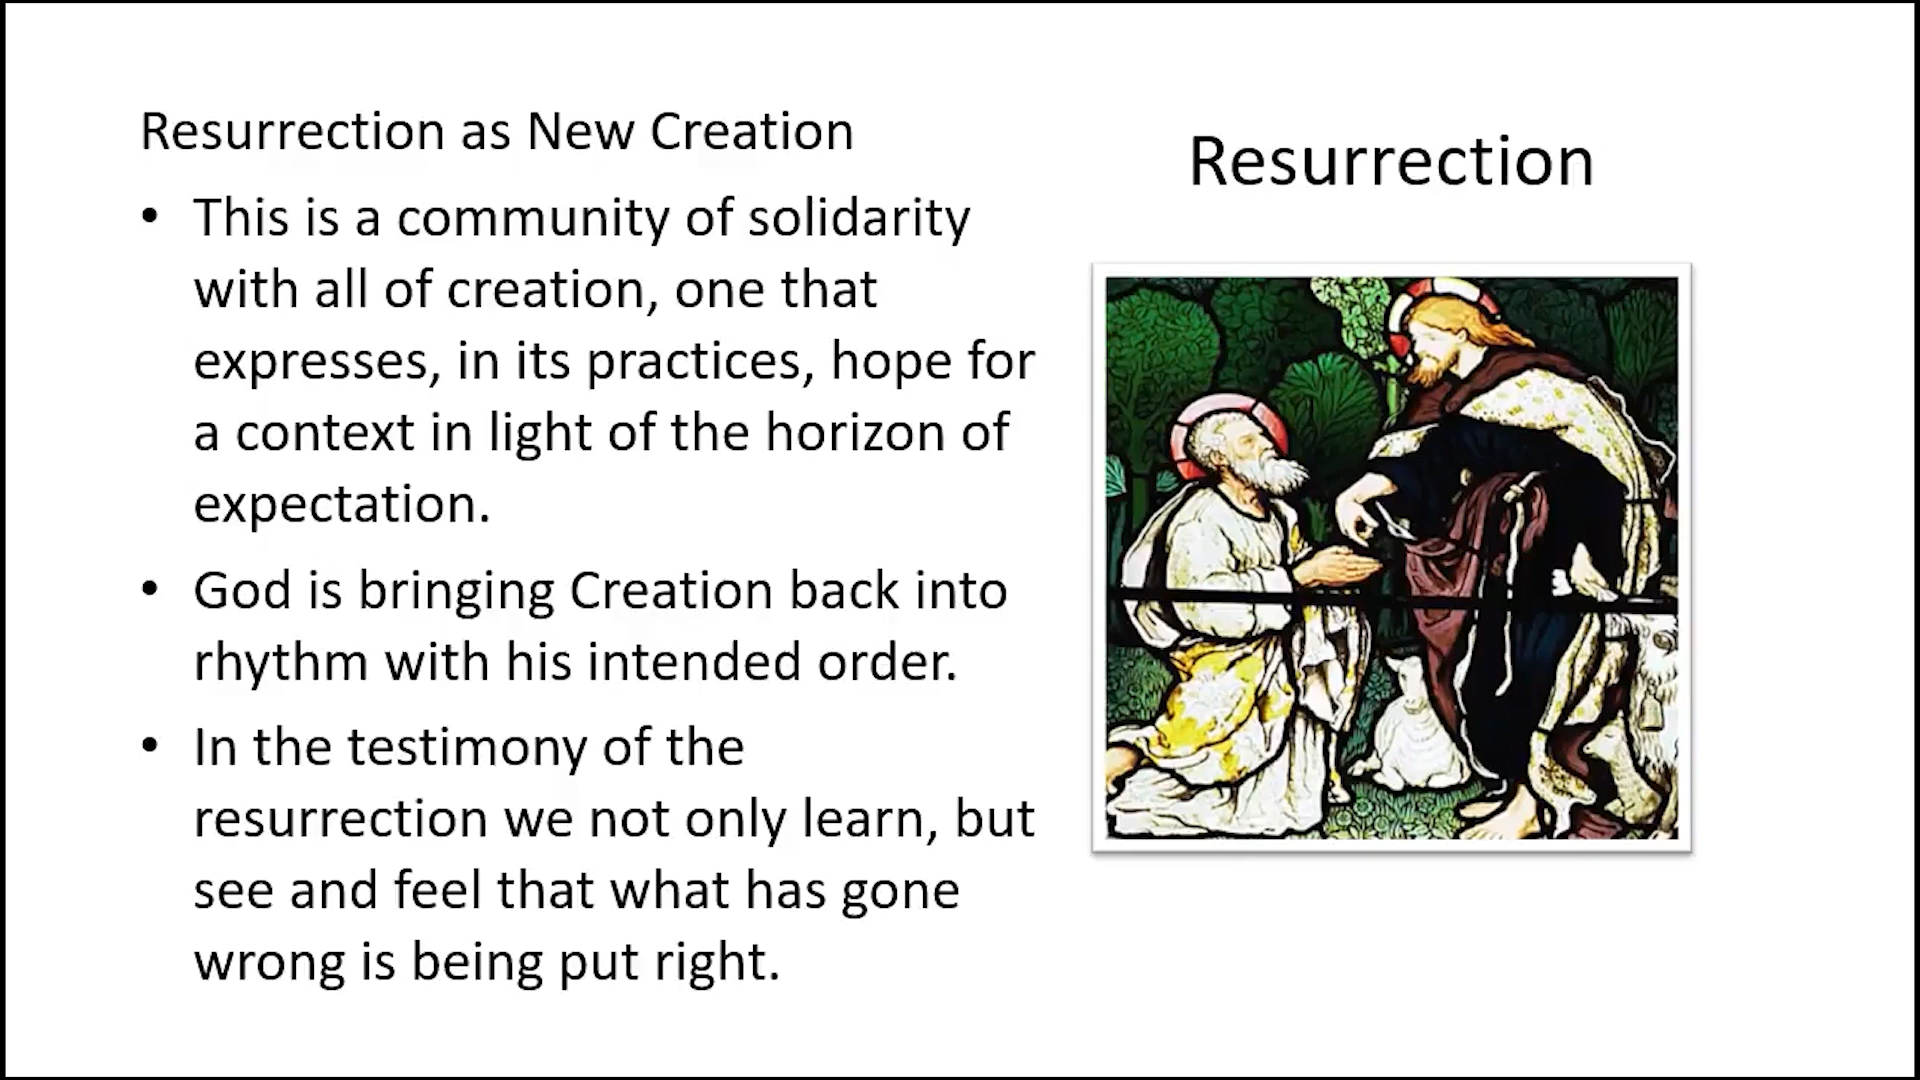 Resurrection as New Creation
• This is a community of solidarity
with all of creation, one that
expresses, in its practices, hope for
a context in light of the horizon of
expectation.
• God is bringing Creation back into
rhythm with his intended order.
• In the testimony of the
resurrection we not only learn, but
see and feel that what has gone
wrong is being put right.
Resurrection